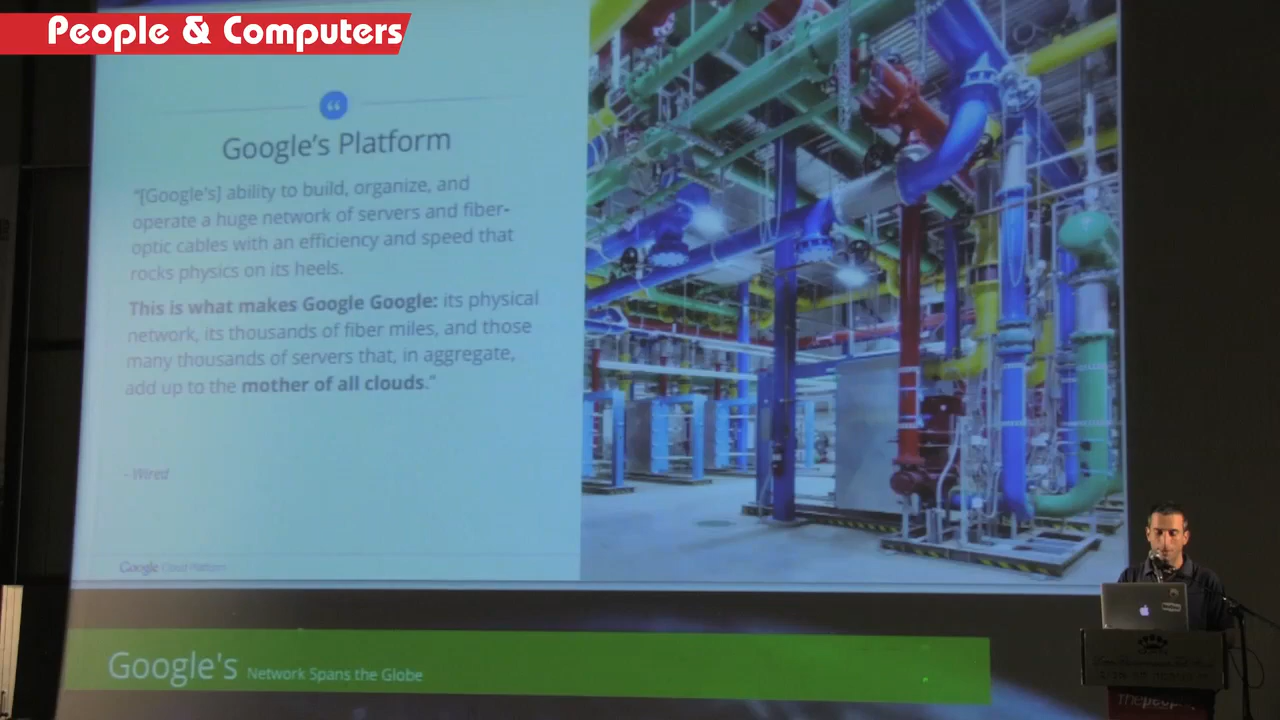 People & Computers
“
Google's Platform
"[Google's] ability to build, organize, and
operate a huge network of servers and fiber-
optic cables with an efficiency and speed that
rocks physics on its heels.
This is what makes Google Google: its physical
network, its thousands of fiber miles, and those
many thousands of servers that, in aggregate,
add up to the mother of all clouds."
- Wired
Google Cloud Platform
Google's Network Spans the Globe
thepeople